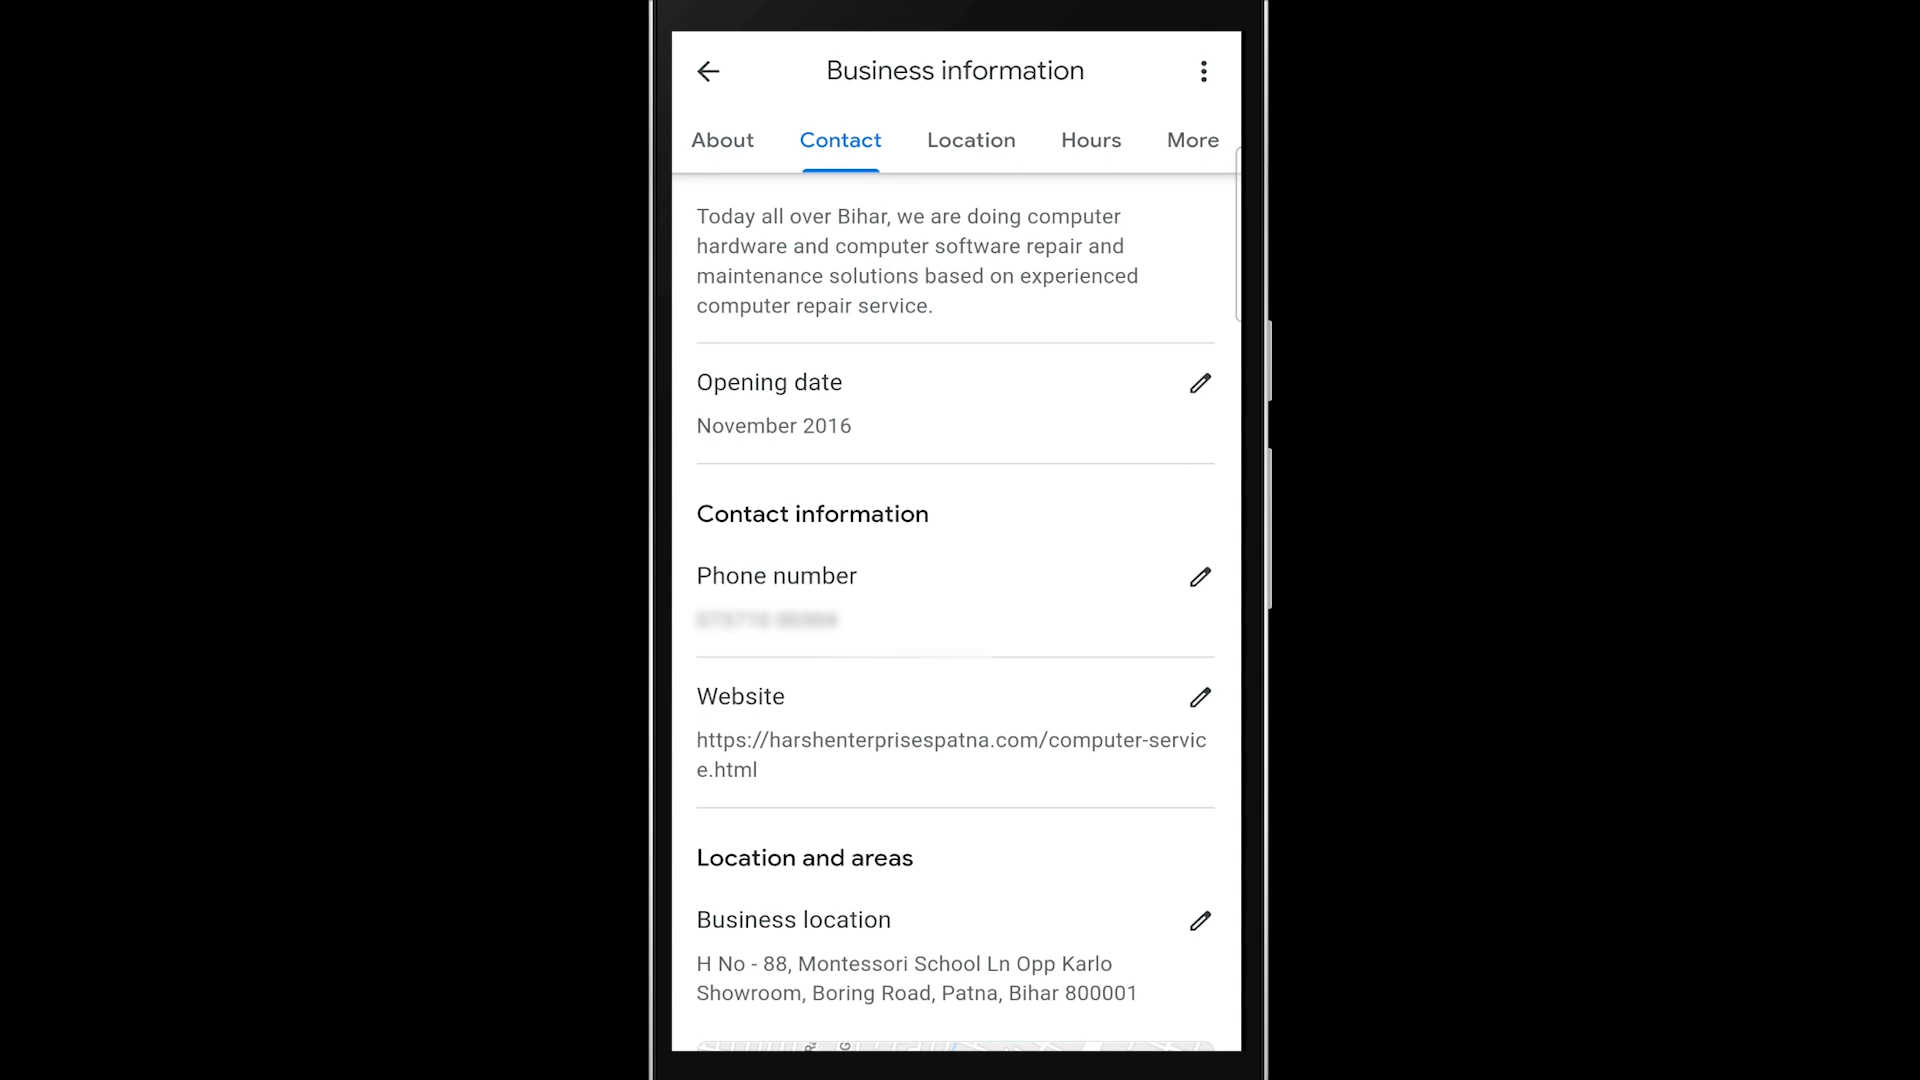 Business information
About Contact Location Hours More
Today all over Bihar, we are doing computer
hardware and computer software repair and
maintenance solutions based on experienced
computer repair service.
Opening date
November 2016
Contact information
Phone number
Website
https://harshenterprisespatna.com/computer-servic
e.html
Location and areas
Business location
H No - 88, Montessori School Ln Opp Karlo
Showroom, Boring Road, Patna, Bihar 800001